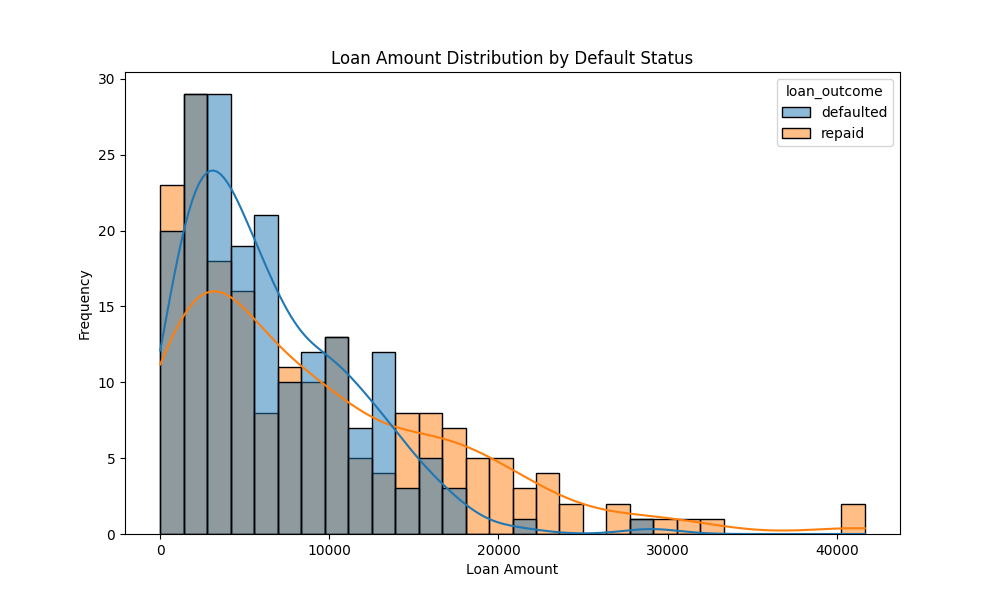 Loan Amount Distribution by Default Status
loan_outcome
defaulted
repaid
Frequency
30
25
20
15
10
5
0
0 10000 20000 30000 40000
Loan Amount